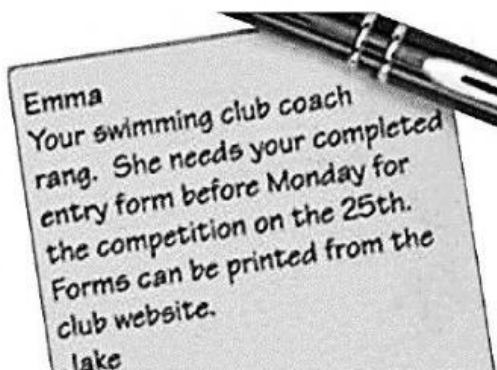 Emma
Your swimming club coach
rang. She needs your completed
entry form before Monday for
the competition on the 25th.
Forms can be printed from the
club website.
Jake